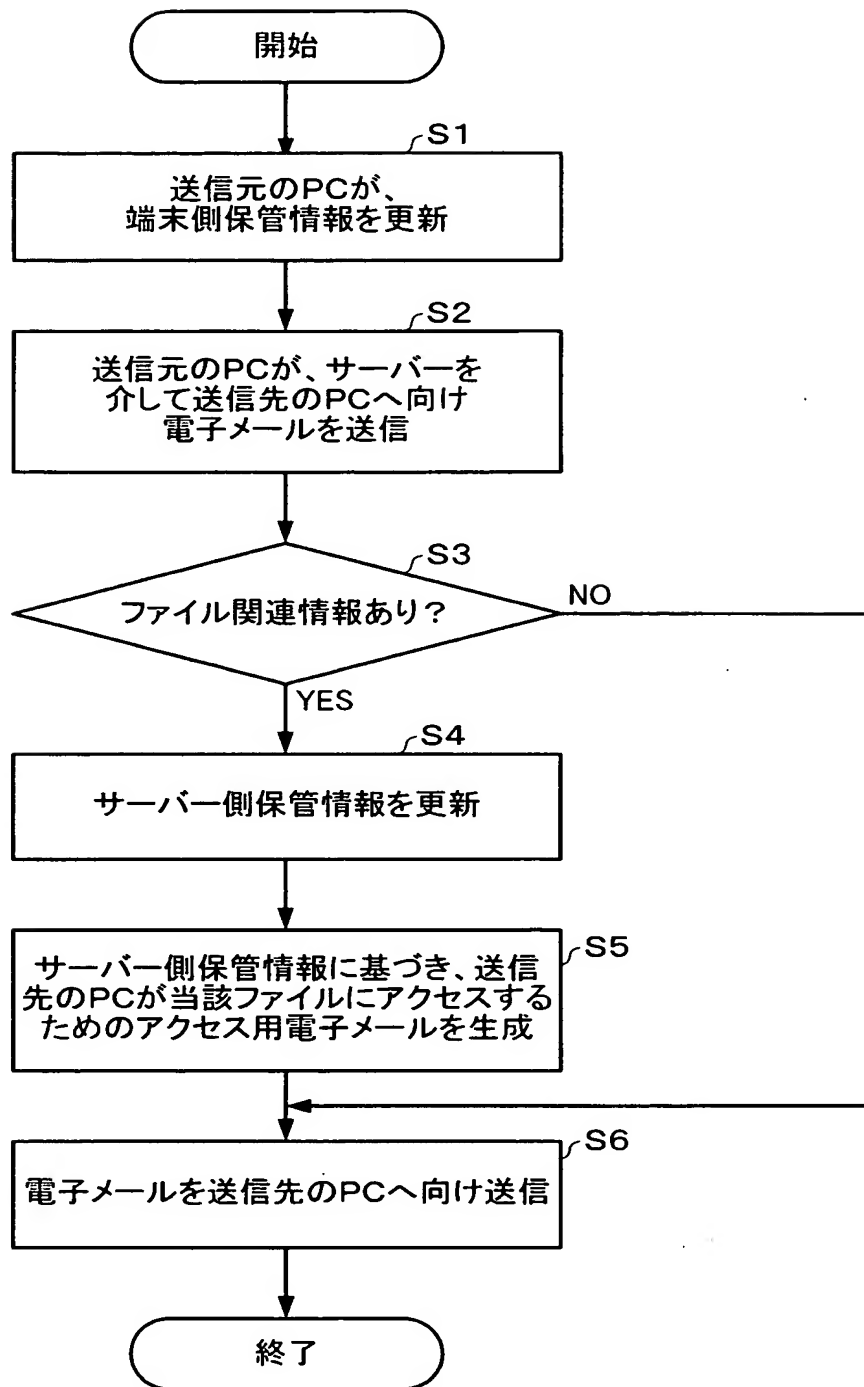 開始
S1
送信元のPCが、
端末側保管情報を更新
S2
送信元のPCが、サーバーを
介して送信先のPCへ向け
電子メールを送信
S3
ファイル関連情報あり?
NO
YES
S4
サーバー側保管情報を更新
S5
サーバー側保管情報に基づき、送信
先のPCが当該ファイルにアクセスする
ためのアクセス用電子メールを生成
S6
電子メールを送信先のPCへ向け送信
終了